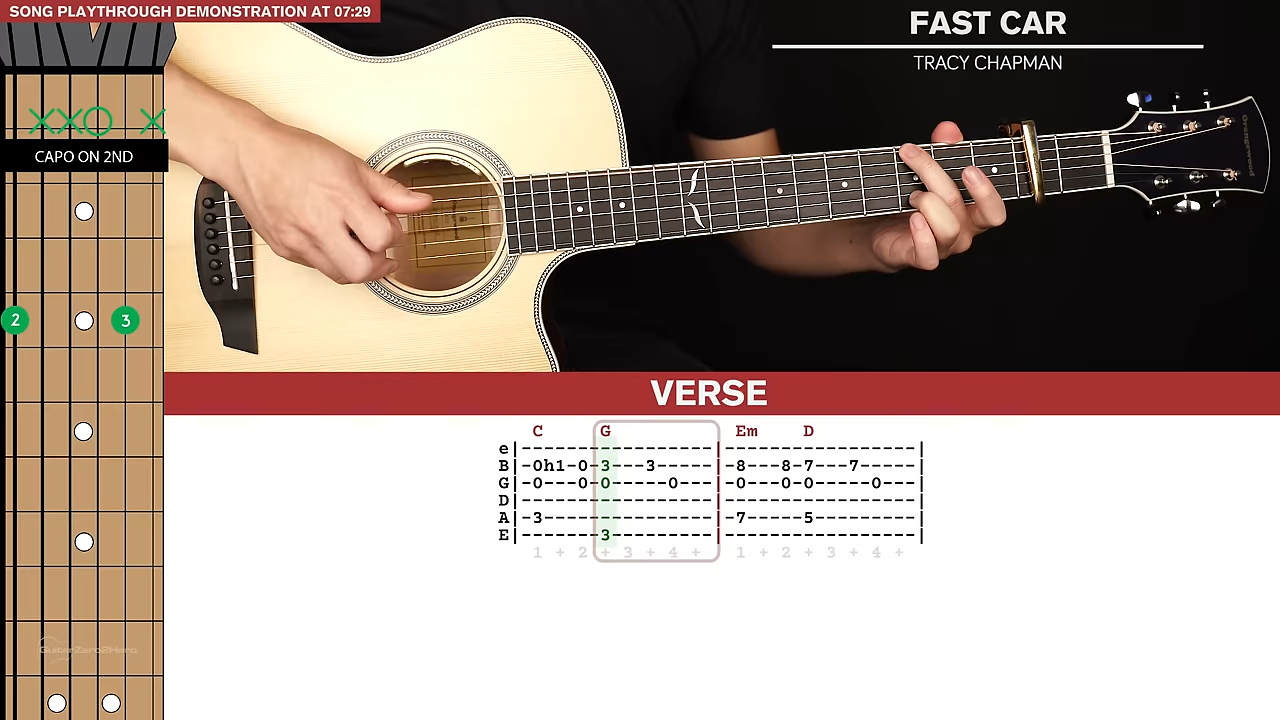 SONG PLAYTHROUGH DEMONSTRATION AT 07:29
FAST CAR
TRACY CHAPMAN
CAPO ON 2ND
2
3
GuitarZero2Hero
VERSE
C G Em D
e|-----------------|-----------------|
B|-0h1-0-3---3-----|-8---8-7---7-----|
G|-0---0-0-----0---|-0---0-0-----0---|
D|-----------------|-----------------|
A|-3---------------|-7-----5---------|
E|-------3---------|-----------------|
1 + 2 + 3 + 4 + 1 + 2 + 3 + 4 +